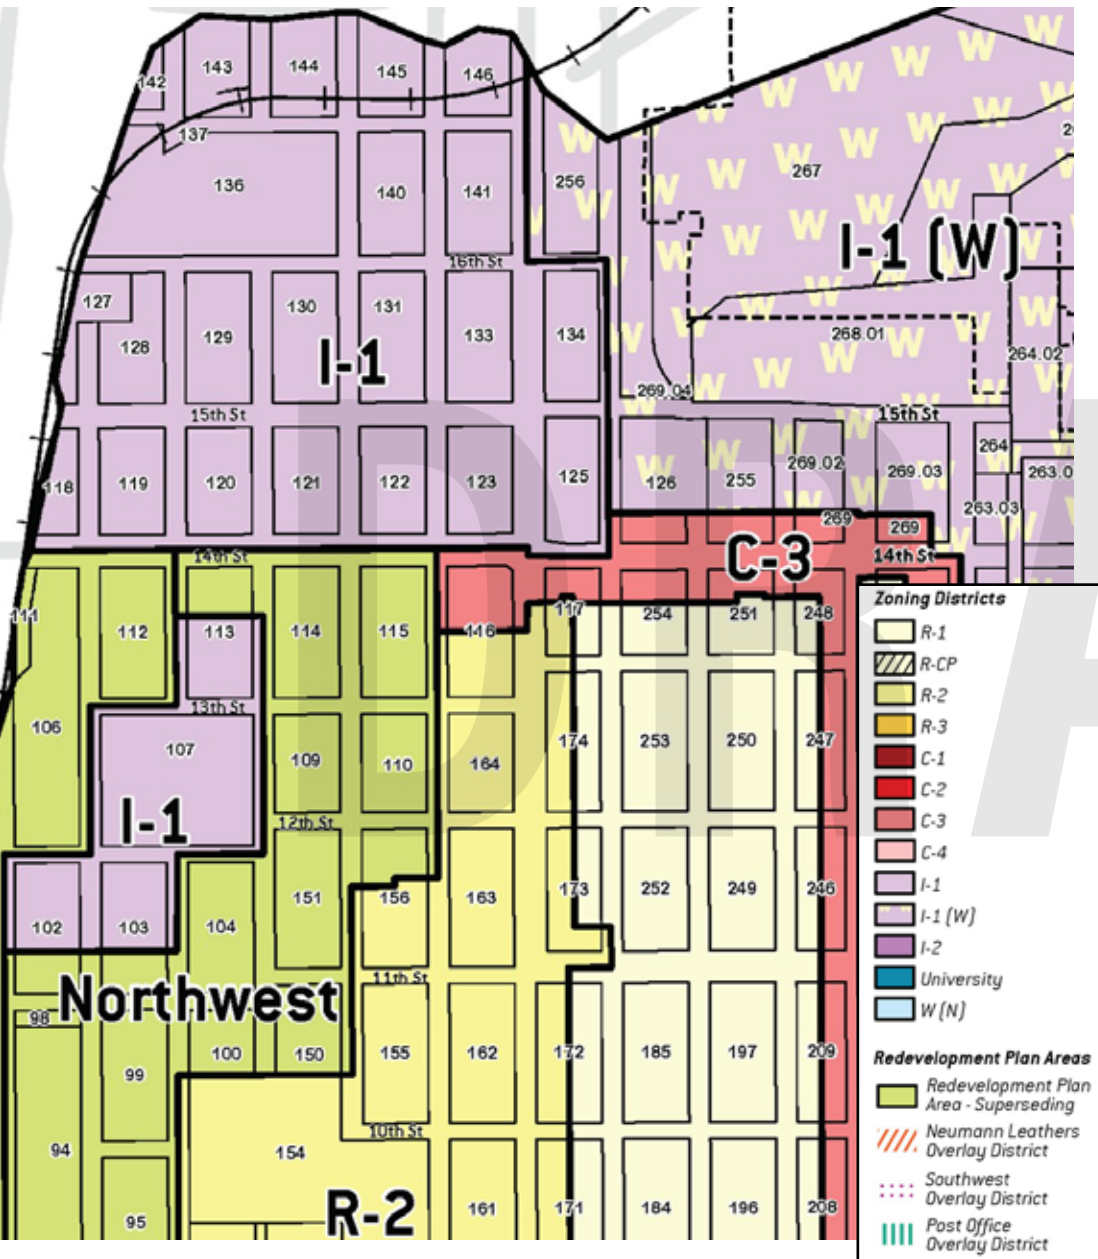 143
144
145
146
142
137
136
140
141
256
267
16th St
I-1 (W)
127
128
129
130
131
133
134
I-1
268.01
264.02
269.04
15th St
15th St
118
119
120
121
122
123
125
126
255
269.02
269.03
264
263.0
263.03
269
269
14th St
C-3
14th St
111
112
113
114
115
116
117
254
251
248
13th St
106
107
109
110
164
174
253
250
247
I-1
12th St
102
103
104
151
156
163
173
252
249
246
Northwest
11th St
98
99
100
150
155
162
172
185
197
209
10th St
94
95
154
161
171
184
196
208
R-2
DRA
W W W W W W W W W W W W W W W W W W W W
Zoning Districts
R-1
R-CP
R-2
R-3
C-1
C-2
C-3
C-4
I-1
I-1 (W)
I-2
University
W (N)
Redevelopment Plan Areas
Redevelopment Plan
Area - Superseding
Neumann Leathers
Overlay District
Southwest
Overlay District
Post Office
Overlay District